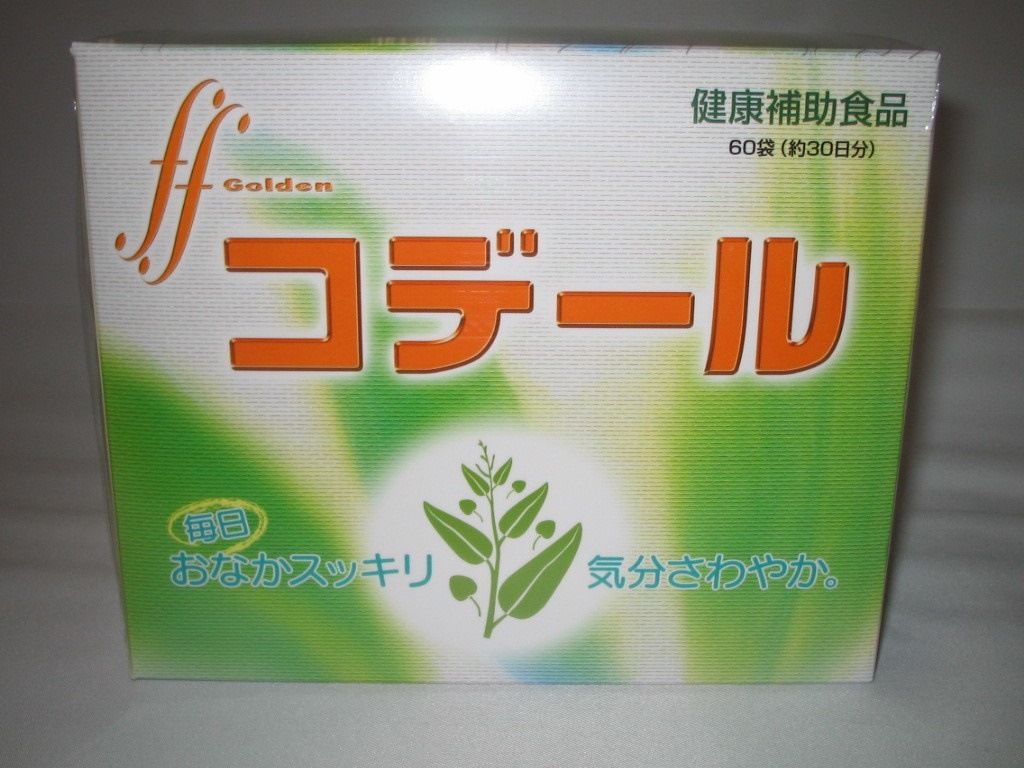 健康補助食品
60袋（約30日分）
ff Golden
コデール
毎日
おなかスッキリ 気分さわやか。